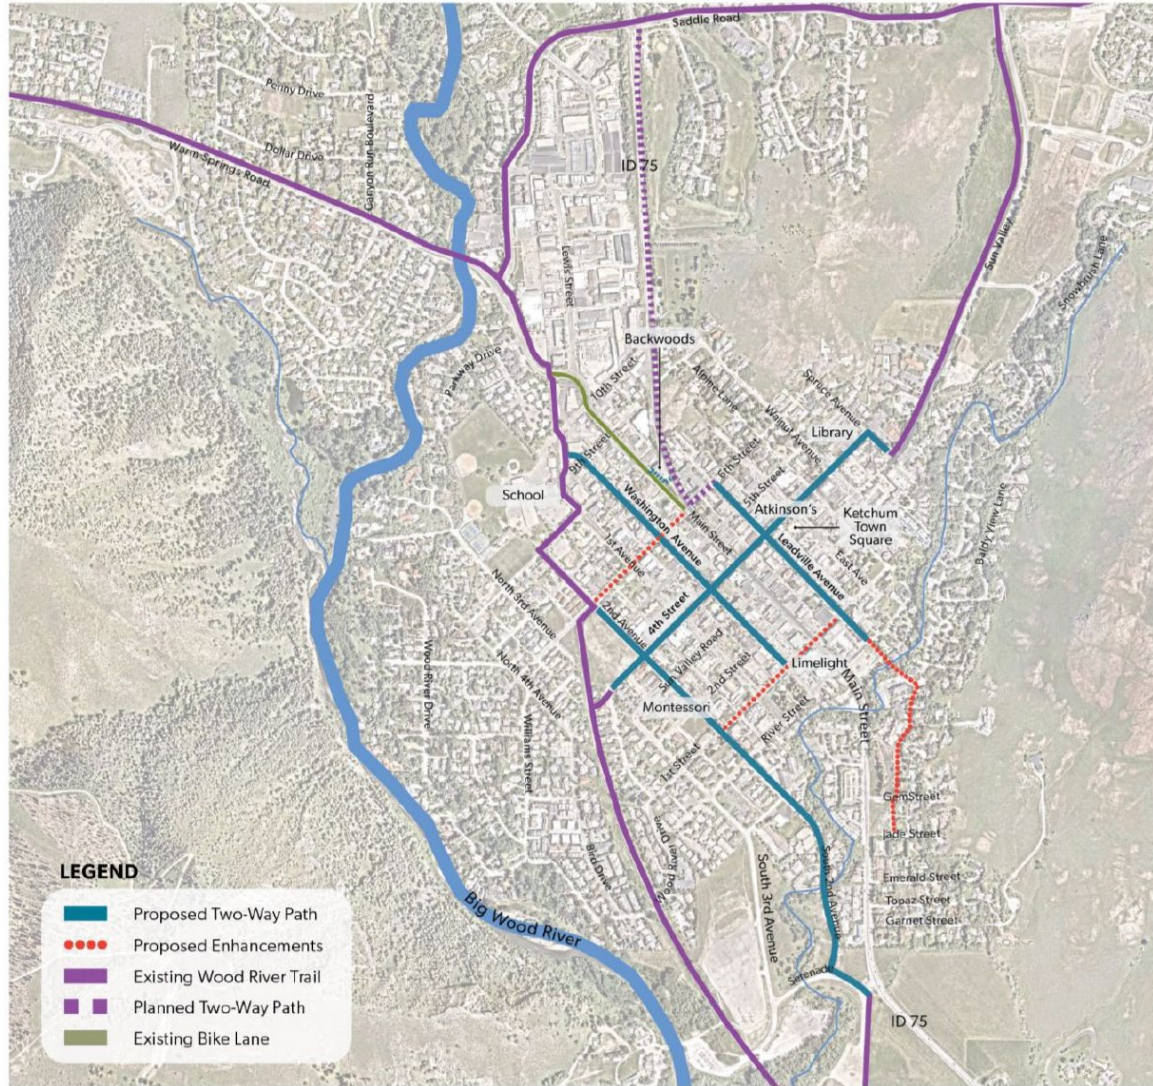 Saddle Road
Penny Drive
Canyon Run Boulevard
Dollar Drive
Warm Springs Road
ID 75
Lewis Street
Sun Valley
Snowbrush Lane
Backwoods
Parkway Drive
10th Street
Alpine Lane
Spruce Avenue
Walnut Avenue
Library
9th Street
6th Street
5th Street
School
Washington Avenue
Main Street
Atkinson's
Ketchum
Town
Square
Baldy View Lane
1st Avenue
Leadville Avenue
East Ave
North 3rd Avenue
2nd Avenue
4th Street
Sun Valley Road
2nd Street
Limelight
Main Street
Wood River Drive
North 4th Avenue
Montessori
River Street
Williams Street
1st Street
Gem Street
Jade Street
Bird Drive
Wood River Drive
South 3rd Avenue
South 2nd Avenue
Emerald Street
Topaz Street
Garnet Street
Big Wood River
Serenade
ID 75
LEGEND
Proposed Two-Way Path
Proposed Enhancements
Existing Wood River Trail
Planned Two-Way Path
Existing Bike Lane